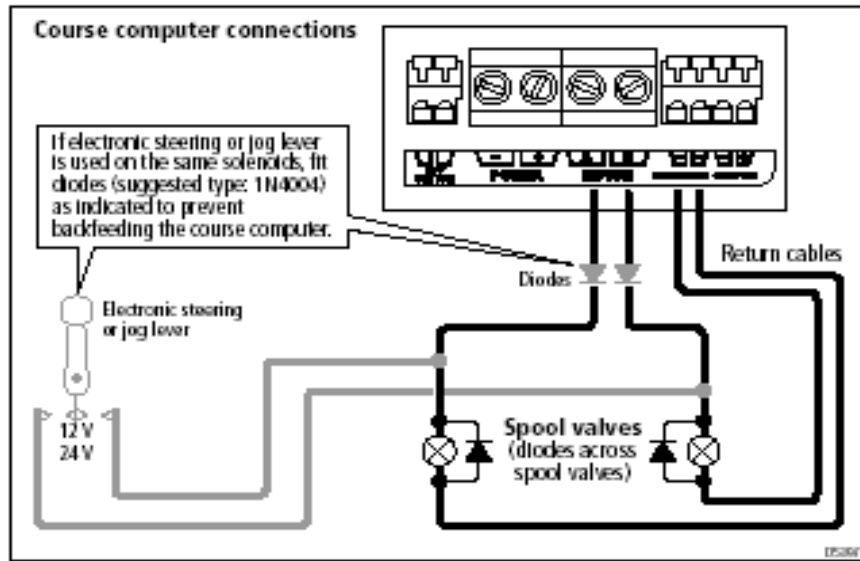 Course computer connections
If electronic steering or jog lever
is used on the same solenoids, fit
diodes (suggested type: 1N4004)
as indicated to prevent
backfeeding the course computer.
POWER
Return cables
Diodes
Electronic steering
or jog lever
12 V
24 V
Spool valves
(diodes across
spool valves)